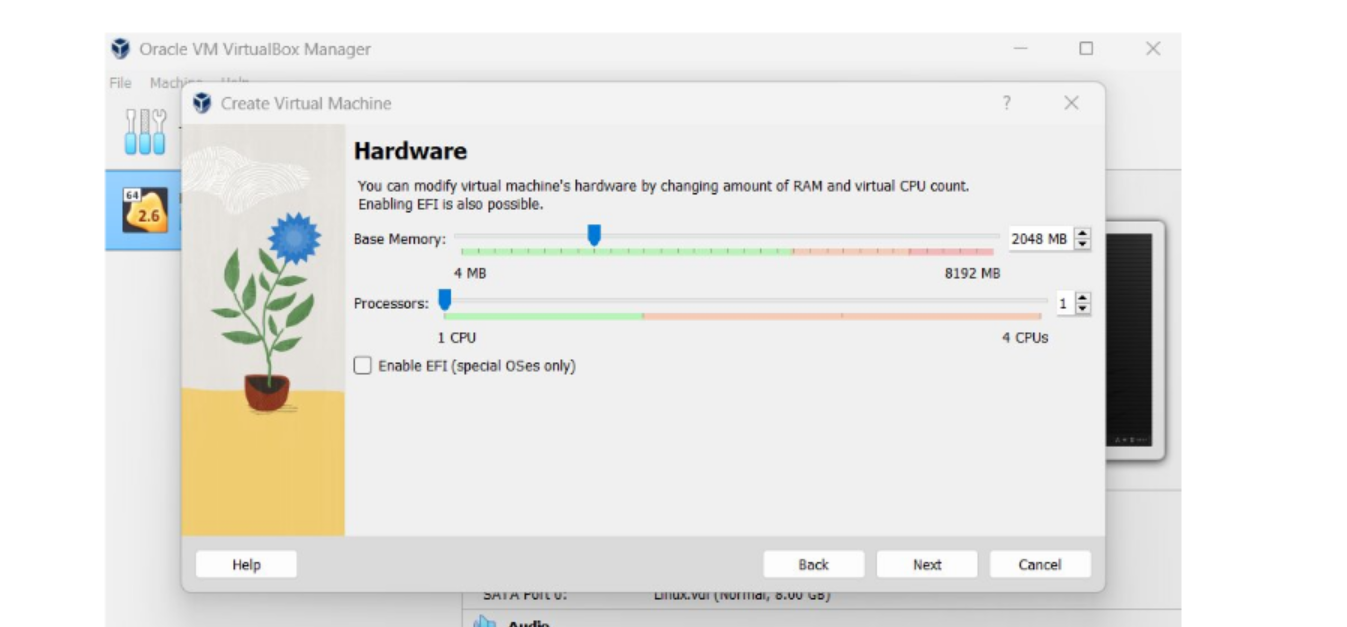 Oracle VM VirtualBox Manager
File Machine Help
Create Virtual Machine
64
2.6
Hardware
You can modify virtual machine's hardware by changing amount of RAM and virtual CPU count.
Enabling EFI is also possible.
Base Memory: 2048 MB
4 MB 8192 MB
Processors: 1
1 CPU 4 CPUs
Enable EFI (special OSes only)
Help Back Next Cancel
SATA Port 0: Linux.vdi (Normal, 8.00 GB)
Audio